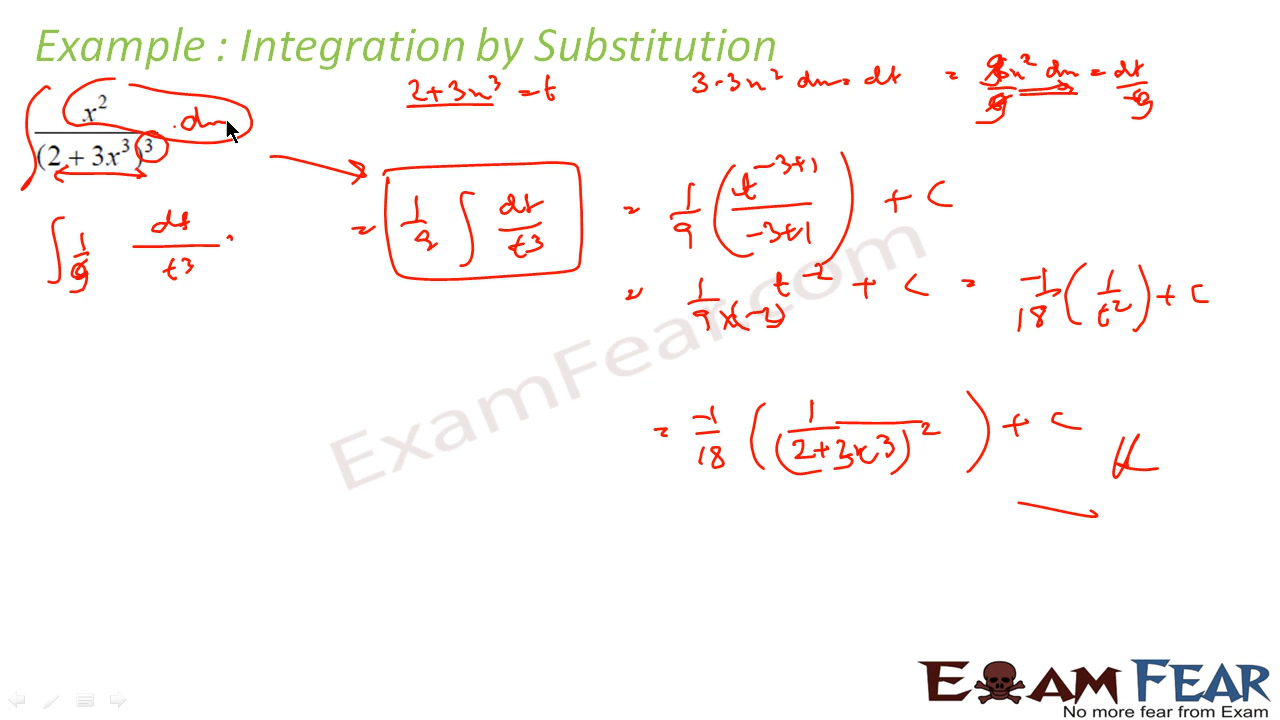 Example : Integration by Substitution
∫ x² / (2 + 3x³)³ . dx
2+3x³ = t
3·3x² dx = dt = 9x² dx / 9 = dt / 9
∫ 1/9 dt / t³ .
= 1/9 ∫ dt / t³ = 1/9 ( t^(-3+1) / (-3+1) ) + C
= 1 / (9×(-2)) t^(-2) + C = -1/18 ( 1 / t² ) + C
= -1/18 ( 1 / (2+3x³)² ) + C
ExamFear.com
EXAM FEAR
No more fear from Exam